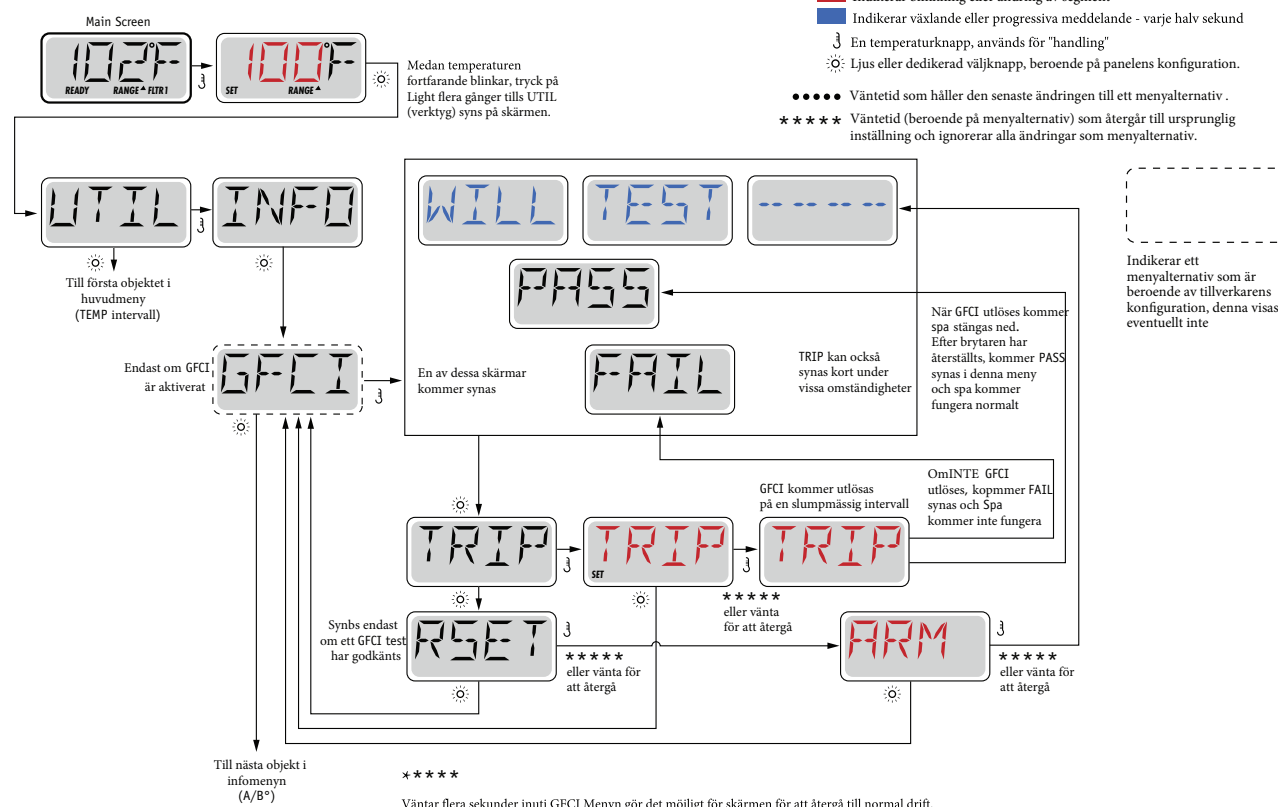 Indikerar växlande eller progressiva meddelande - varje halv sekund
En temperaturknapp, används för "handling"
Ljus eller dedikerad väljknapp, beroende på panelens konfiguration.
••••• Väntetid som håller den senaste ändringen till ett menyalternativ .
***** Väntetid (beroende på menyalternativ) som återgår till ursprunglig
inställning och ignorerar alla ändringar som menyalternativ.
Main Screen
102°F
READY RANGE FLTR1
100°F
SET RANGE
Medan temperaturen
fortfarande blinkar, tryck på
Light flera gånger tills UTIL
(verktyg) syns på skärmen.
UTIL
INFO
WILL
TEST
-----
Till första objektet i
huvudmeny
(TEMP intervall)
Indikerar ett
menyalternativ som är
beroende av tillverkarens
konfiguration, denna visas
eventuellt inte
PASS
När GFCI utlöses kommer
spa stängas ned.
Efter brytaren har
återställts, kommer PASS
synas i denna meny
och spa kommer
fungera normalt
Endast om GFCI
är aktiverat
GFCI
En av dessa skärmar
kommer synas
FAIL
TRIP kan också
synas kort under
vissa omständigheter
OmINTE GFCI
utlöses, kopmmer FAIL
synas och Spa
kommer inte fungera
GFCI kommer utlösas
på en slumpmässig intervall
TRIP
TRIP
SET
TRIP
*****
eller vänta
för att återgå
Synbs endast
om ett GFCI test
har godkänts
RSET
*****
eller vänta för
att återgå
ARM
*****
eller vänta för
att återgå
Till nästa objekt i
infomenyn
(A/B°)
*****
Väntar flera sekunder inuti GFCI Menyn gör det möjligt för skärmen för att återgå till normal drift.